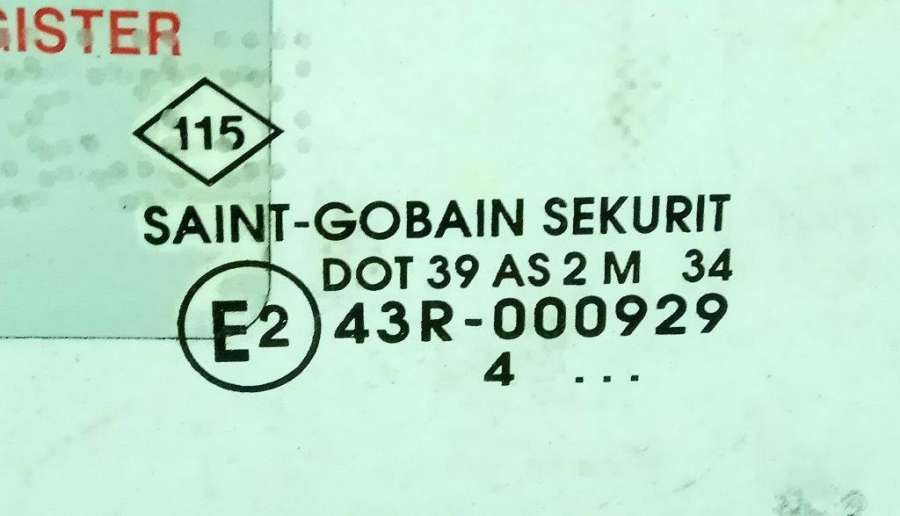 GISTER
115
SAINT-GOBAIN SEKURIT
DOT 39 AS 2 M 34
E2 43R-000929
4 ...